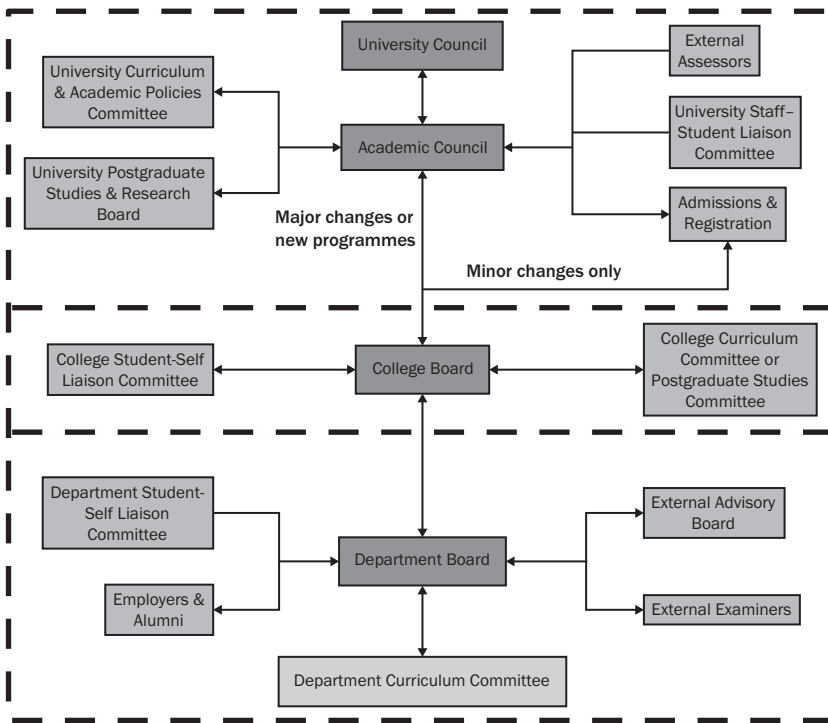 University Council
External
Assessors
University Curriculum
& Academic Policies
Committee
University Staff–
Student Liaison
Committee
Academic Council
University Postgraduate
Studies & Research
Board
Admissions &
Registration
Major changes or
new programmes
Minor changes only
College Student-Self
Liaison Committee
College Board
College Curriculum
Committee or
Postgraduate Studies
Committee
Department Student-
Self Liaison
Committee
External Advisory
Board
Department Board
Employers &
Alumni
External Examiners
Department Curriculum Committee